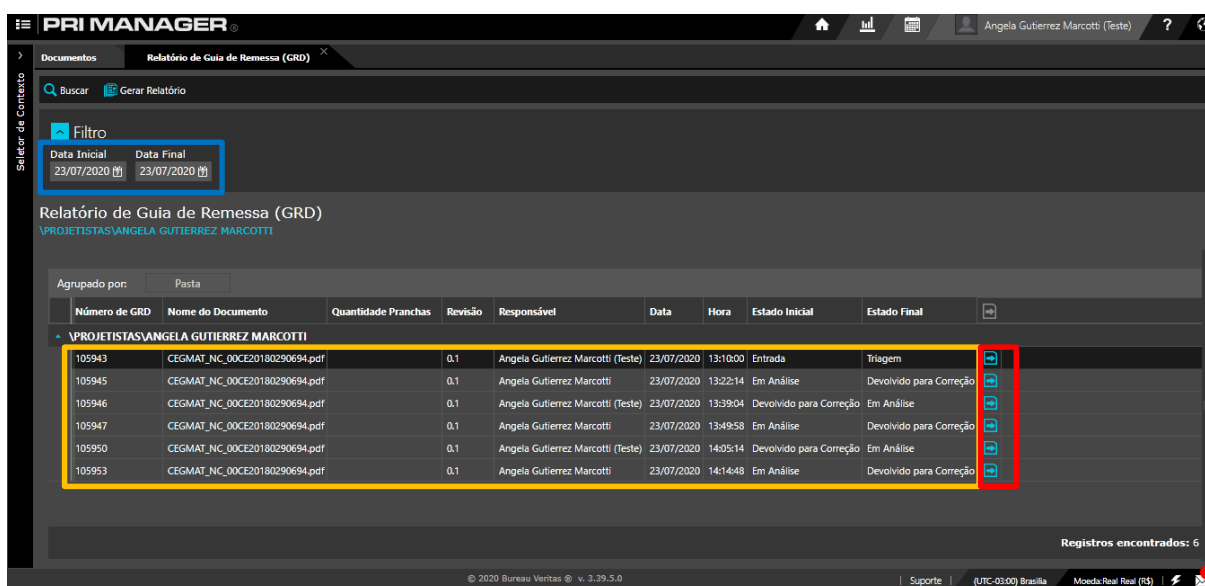 PRI MANAGER ®
Angela Gutierrez Marcotti (Teste) ?
Documentos Relatório de Guia de Remessa (GRD)
Seletor de Contexto
Buscar Gerar Relatório
Filtro
Data Inicial Data Final
23/07/2020 23/07/2020
Relatório de Guia de Remessa (GRD)
\PROJETISTAS\ANGELA GUTIERREZ MARCOTTI
Agrupado por: Pasta
Número de GRD Nome do Documento Quantidade Pranchas Revisão Responsável Data Hora Estado Inicial Estado Final
\PROJETISTAS\ANGELA GUTIERREZ MARCOTTI
105943 CEGMAT_NC_00CE20180290694.pdf 0.1 Angela Gutierrez Marcotti (Teste) 23/07/2020 13:10:00 Entrada Triagem
105945 CEGMAT_NC_00CE20180290694.pdf 0.1 Angela Gutierrez Marcotti 23/07/2020 13:22:14 Em Análise Devolvido para Correção
105946 CEGMAT_NC_00CE20180290694.pdf 0.1 Angela Gutierrez Marcotti (Teste) 23/07/2020 13:39:04 Devolvido para Correção Em Análise
105947 CEGMAT_NC_00CE20180290694.pdf 0.1 Angela Gutierrez Marcotti 23/07/2020 13:49:58 Em Análise Devolvido para Correção
105950 CEGMAT_NC_00CE20180290694.pdf 0.1 Angela Gutierrez Marcotti (Teste) 23/07/2020 14:05:14 Devolvido para Correção Em Análise
105953 CEGMAT_NC_00CE20180290694.pdf 0.1 Angela Gutierrez Marcotti 23/07/2020 14:14:48 Em Análise Devolvido para Correção
Registros encontrados: 6
© 2020 Bureau Veritas ® v. 3.39.5.0 | Suporte | (UTC-03:00) Brasilia Moeda:Real Real (R$) |